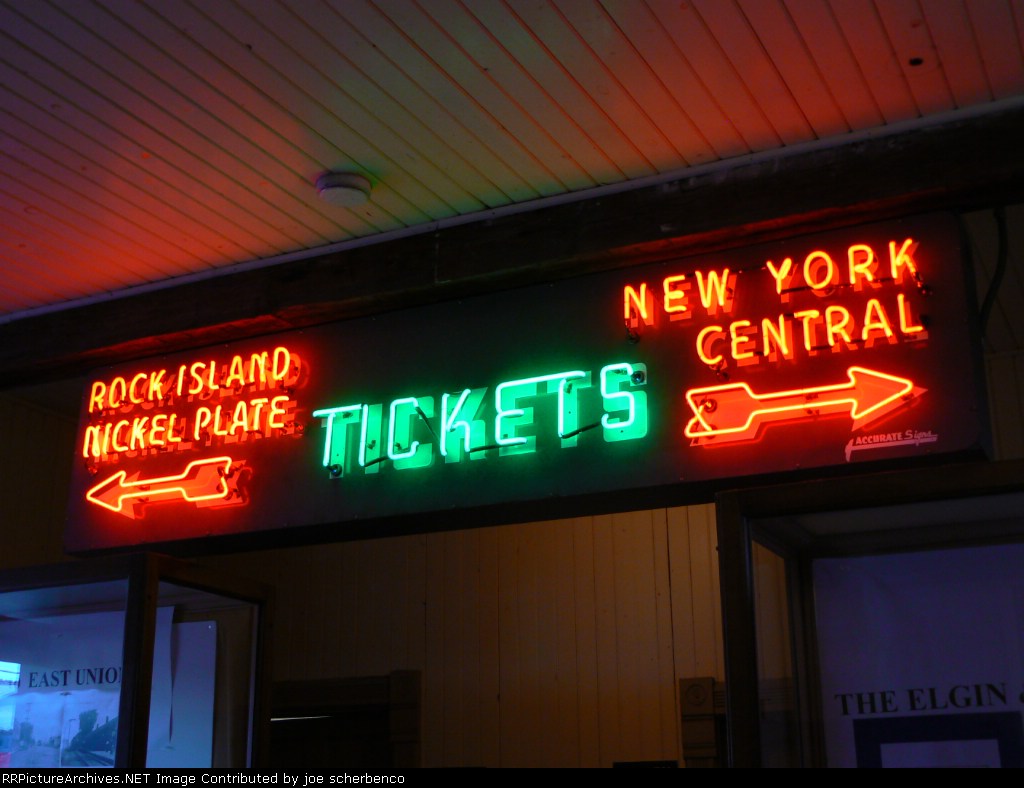 ROCK ISLAND
NICKEL PLATE
TICKETS
NEW YORK
CENTRAL
ACCURATE Signs
EAST UNION
THE ELGIN
RRPictureArchives.NET Image Contributed by joe scherbenco